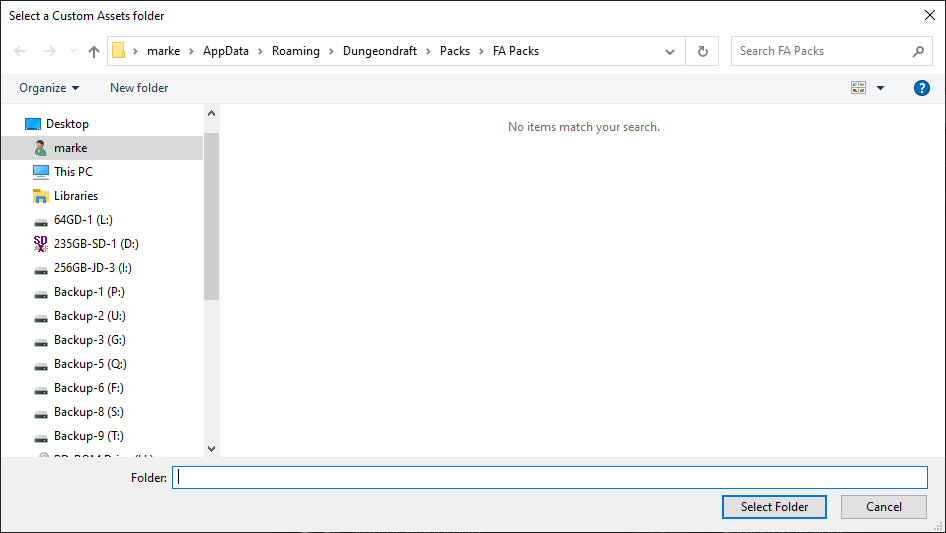 Select a Custom Assets folder
marke > AppData > Roaming > Dungeondraft > Packs > FA Packs
Search FA Packs
Organize
New folder
?
Desktop
No items match your search.
marke
This PC
Libraries
64GD-1 (L:)
SD
X
235GB-SD-1 (D:)
256GB-JD-3 (I:)
Backup-1 (P:)
Backup-2 (U:)
Backup-3 (G:)
Backup-5 (Q:)
Backup-6 (F:)
Backup-8 (S:)
Backup-9 (T:)
Folder:
Select Folder
Cancel